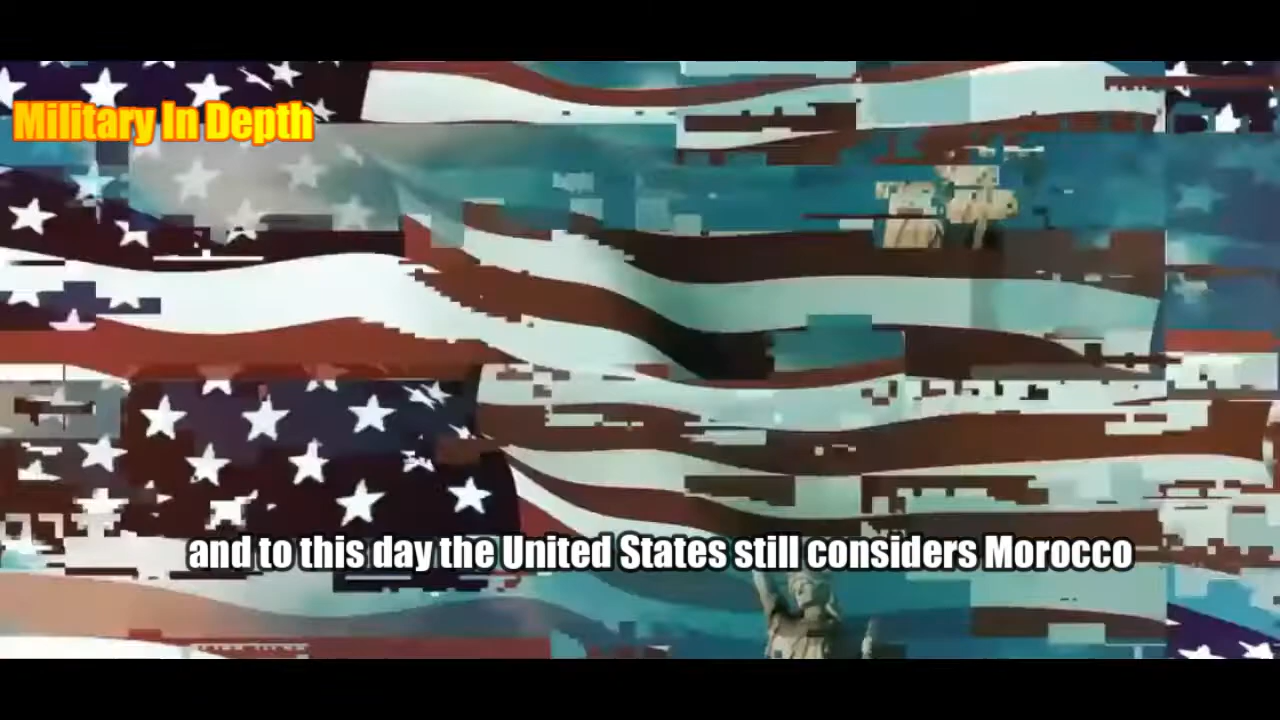 Military In Depth
and to this day the United States still considers Morocco